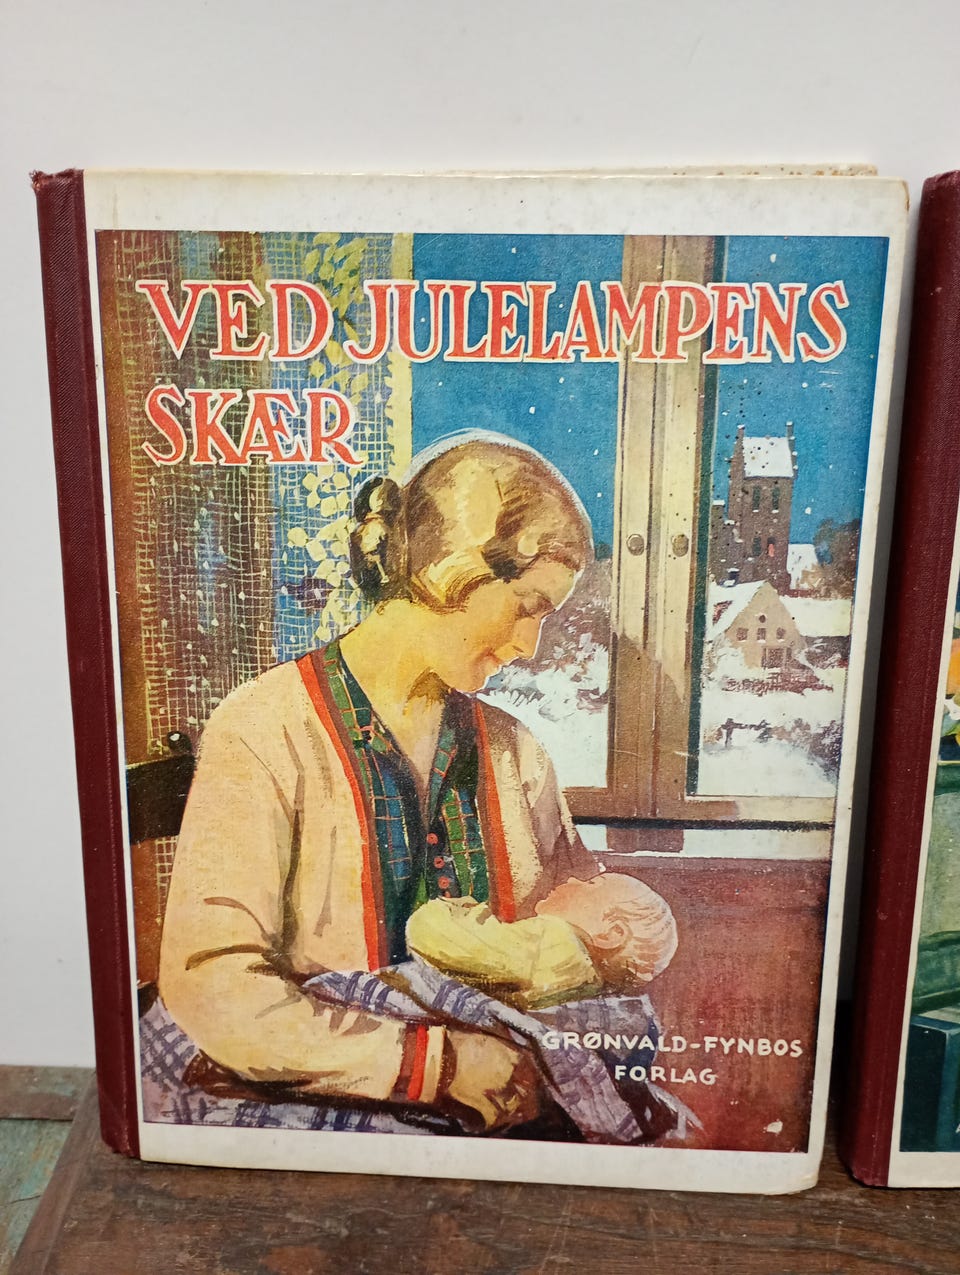 VED JULELAMPENS
SKÆR
GRØNVALD-FYNBOS
FORLAG